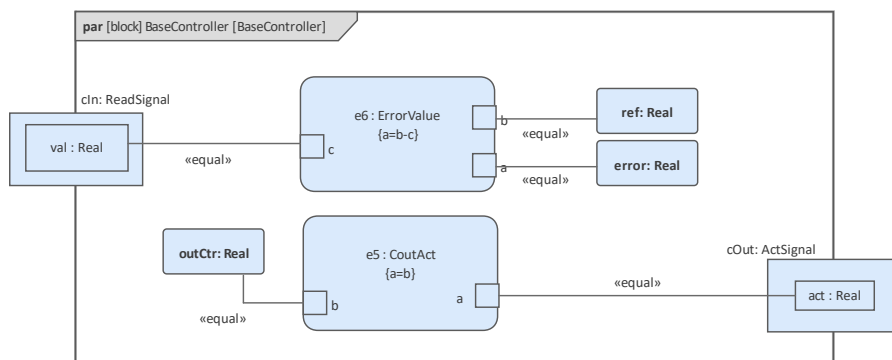 par [block] BaseController [BaseController]
cIn: ReadSignal
val : Real
«equal»
c
e6 : ErrorValue
{a=b-c}
b
a
«equal»
«equal»
ref: Real
error: Real
outCtr: Real
«equal»
b
e5 : CoutAct
{a=b}
a
«equal»
cOut: ActSignal
act : Real